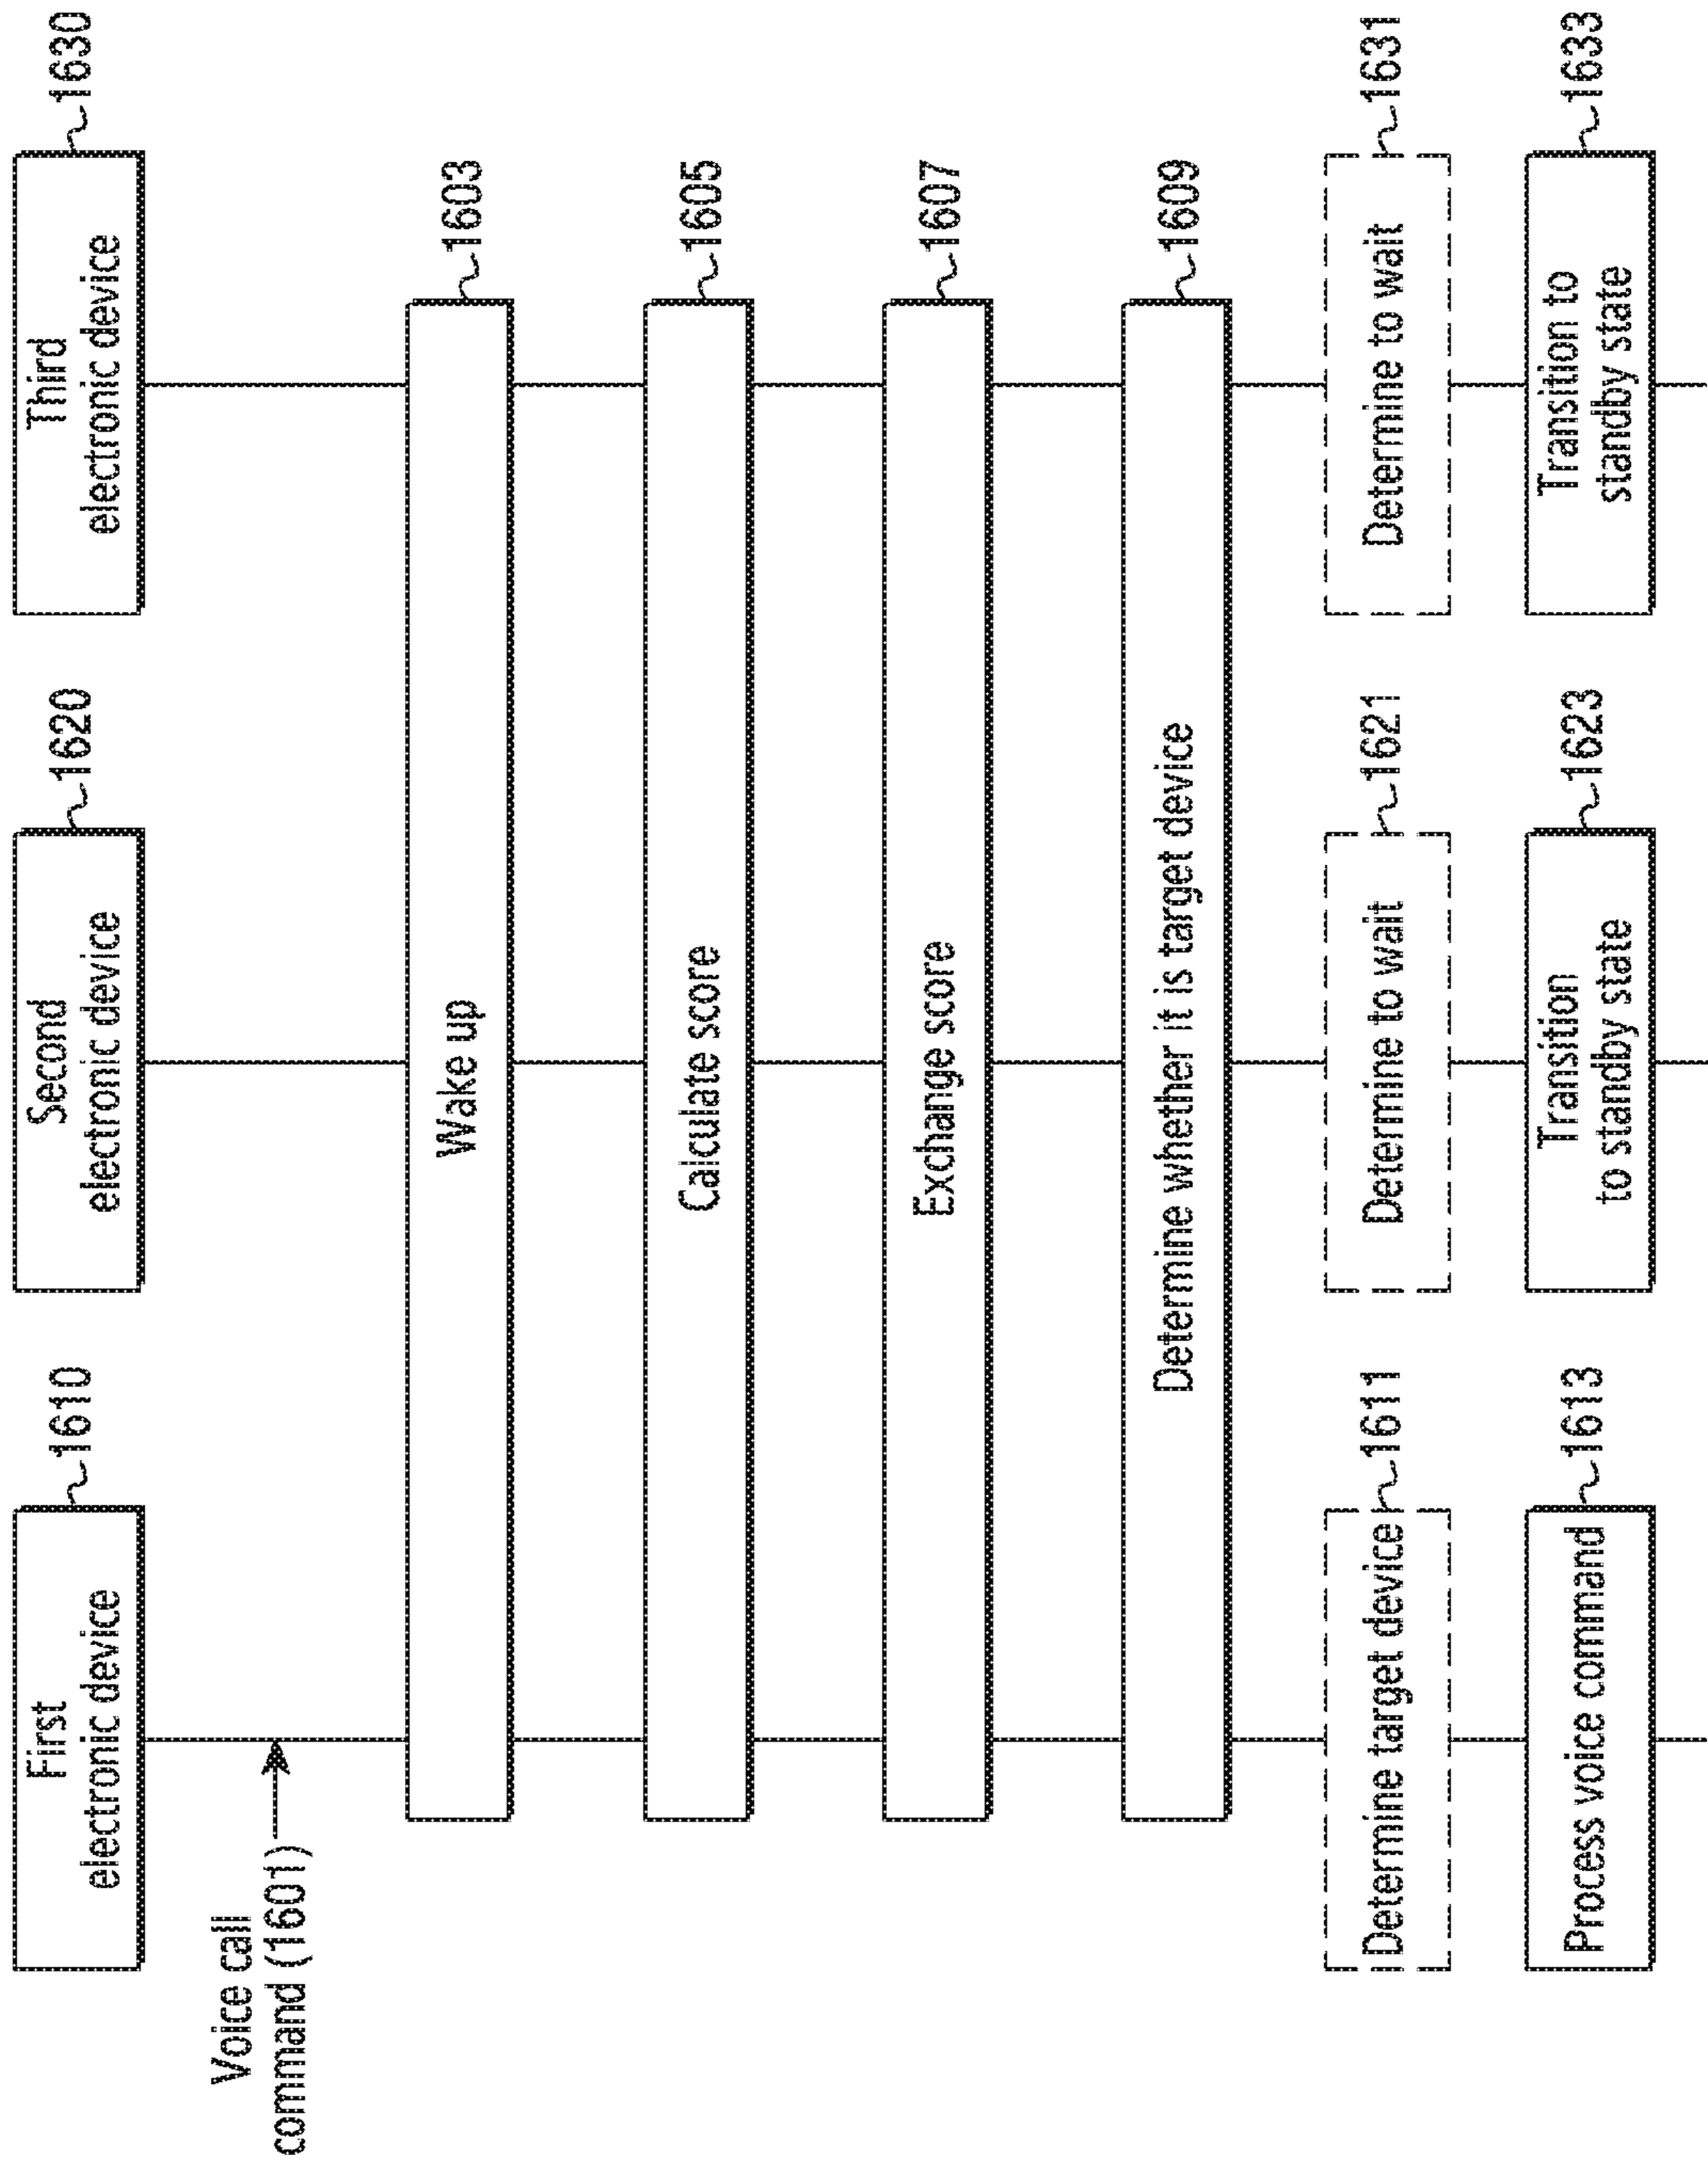 First
electronic device
1610
Second
electronic device
1620
Third
electronic device
1630
Voice call
command (1601)
Wake up
1603
Calculate score
1605
Exchange score
1607
Determine whether it is target device
1609
Determine target device
1611
Determine to wait
1621
Determine to wait
1631
Process voice command
1613
Transition
to standby state
1623
Transition to
standby state
1633